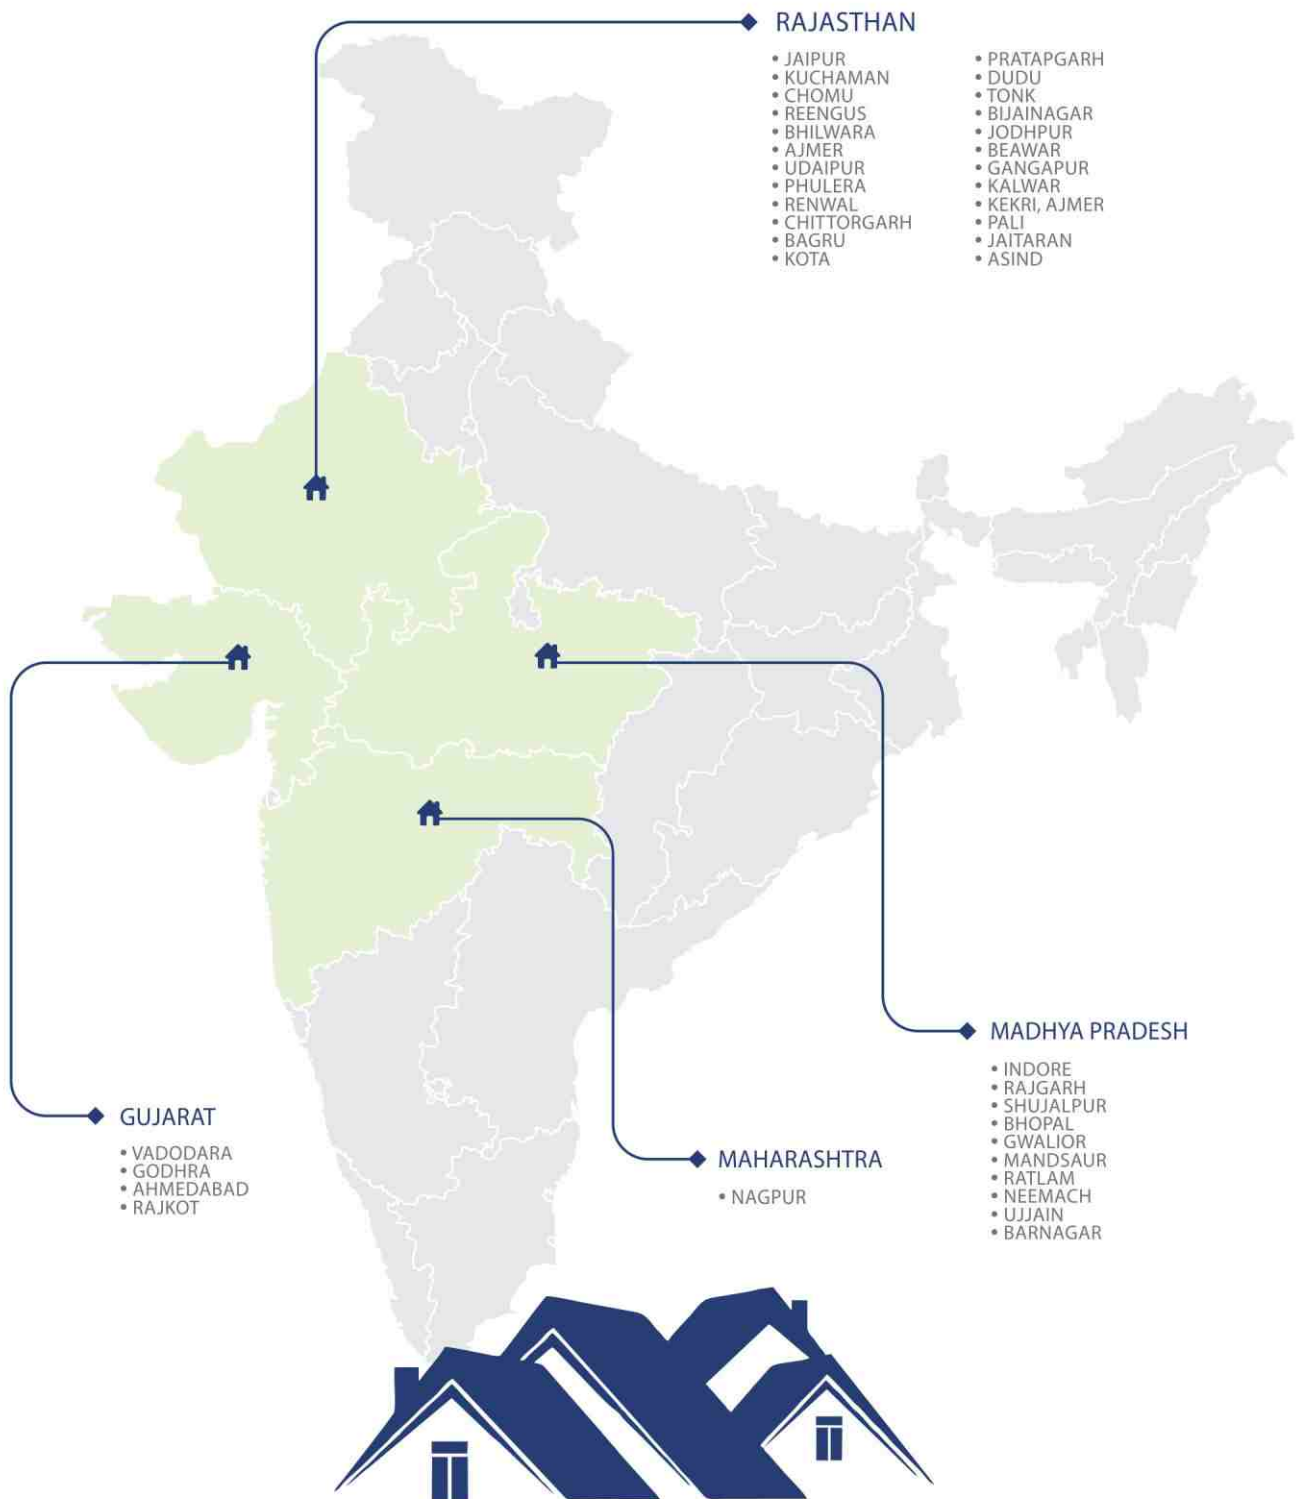 RAJASTHAN
• JAIPUR
• KUCHAMAN
• CHOMU
• REENGUS
• BHILWARA
• AJMER
• UDAIPUR
• PHULERA
• RENWAL
• CHITTORGARH
• BAGRU
• KOTA
• PRATAPGARH
• DUDU
• TONK
• BIJAINAGAR
• JODHPUR
• BEAWAR
• GANGAPUR
• KALWAR
• KEKRI, AJMER
• PALI
• JAITARAN
• ASIND
MADHYA PRADESH
• INDORE
• RAJGARH
• SHUJALPUR
• BHOPAL
• GWALIOR
• MANDSAUR
• RATLAM
• NEEMACH
• UJJAIN
• BARNAGAR
GUJARAT
• VADODARA
• GODHRA
• AHMEDABAD
• RAJKOT
MAHARASHTRA
• NAGPUR